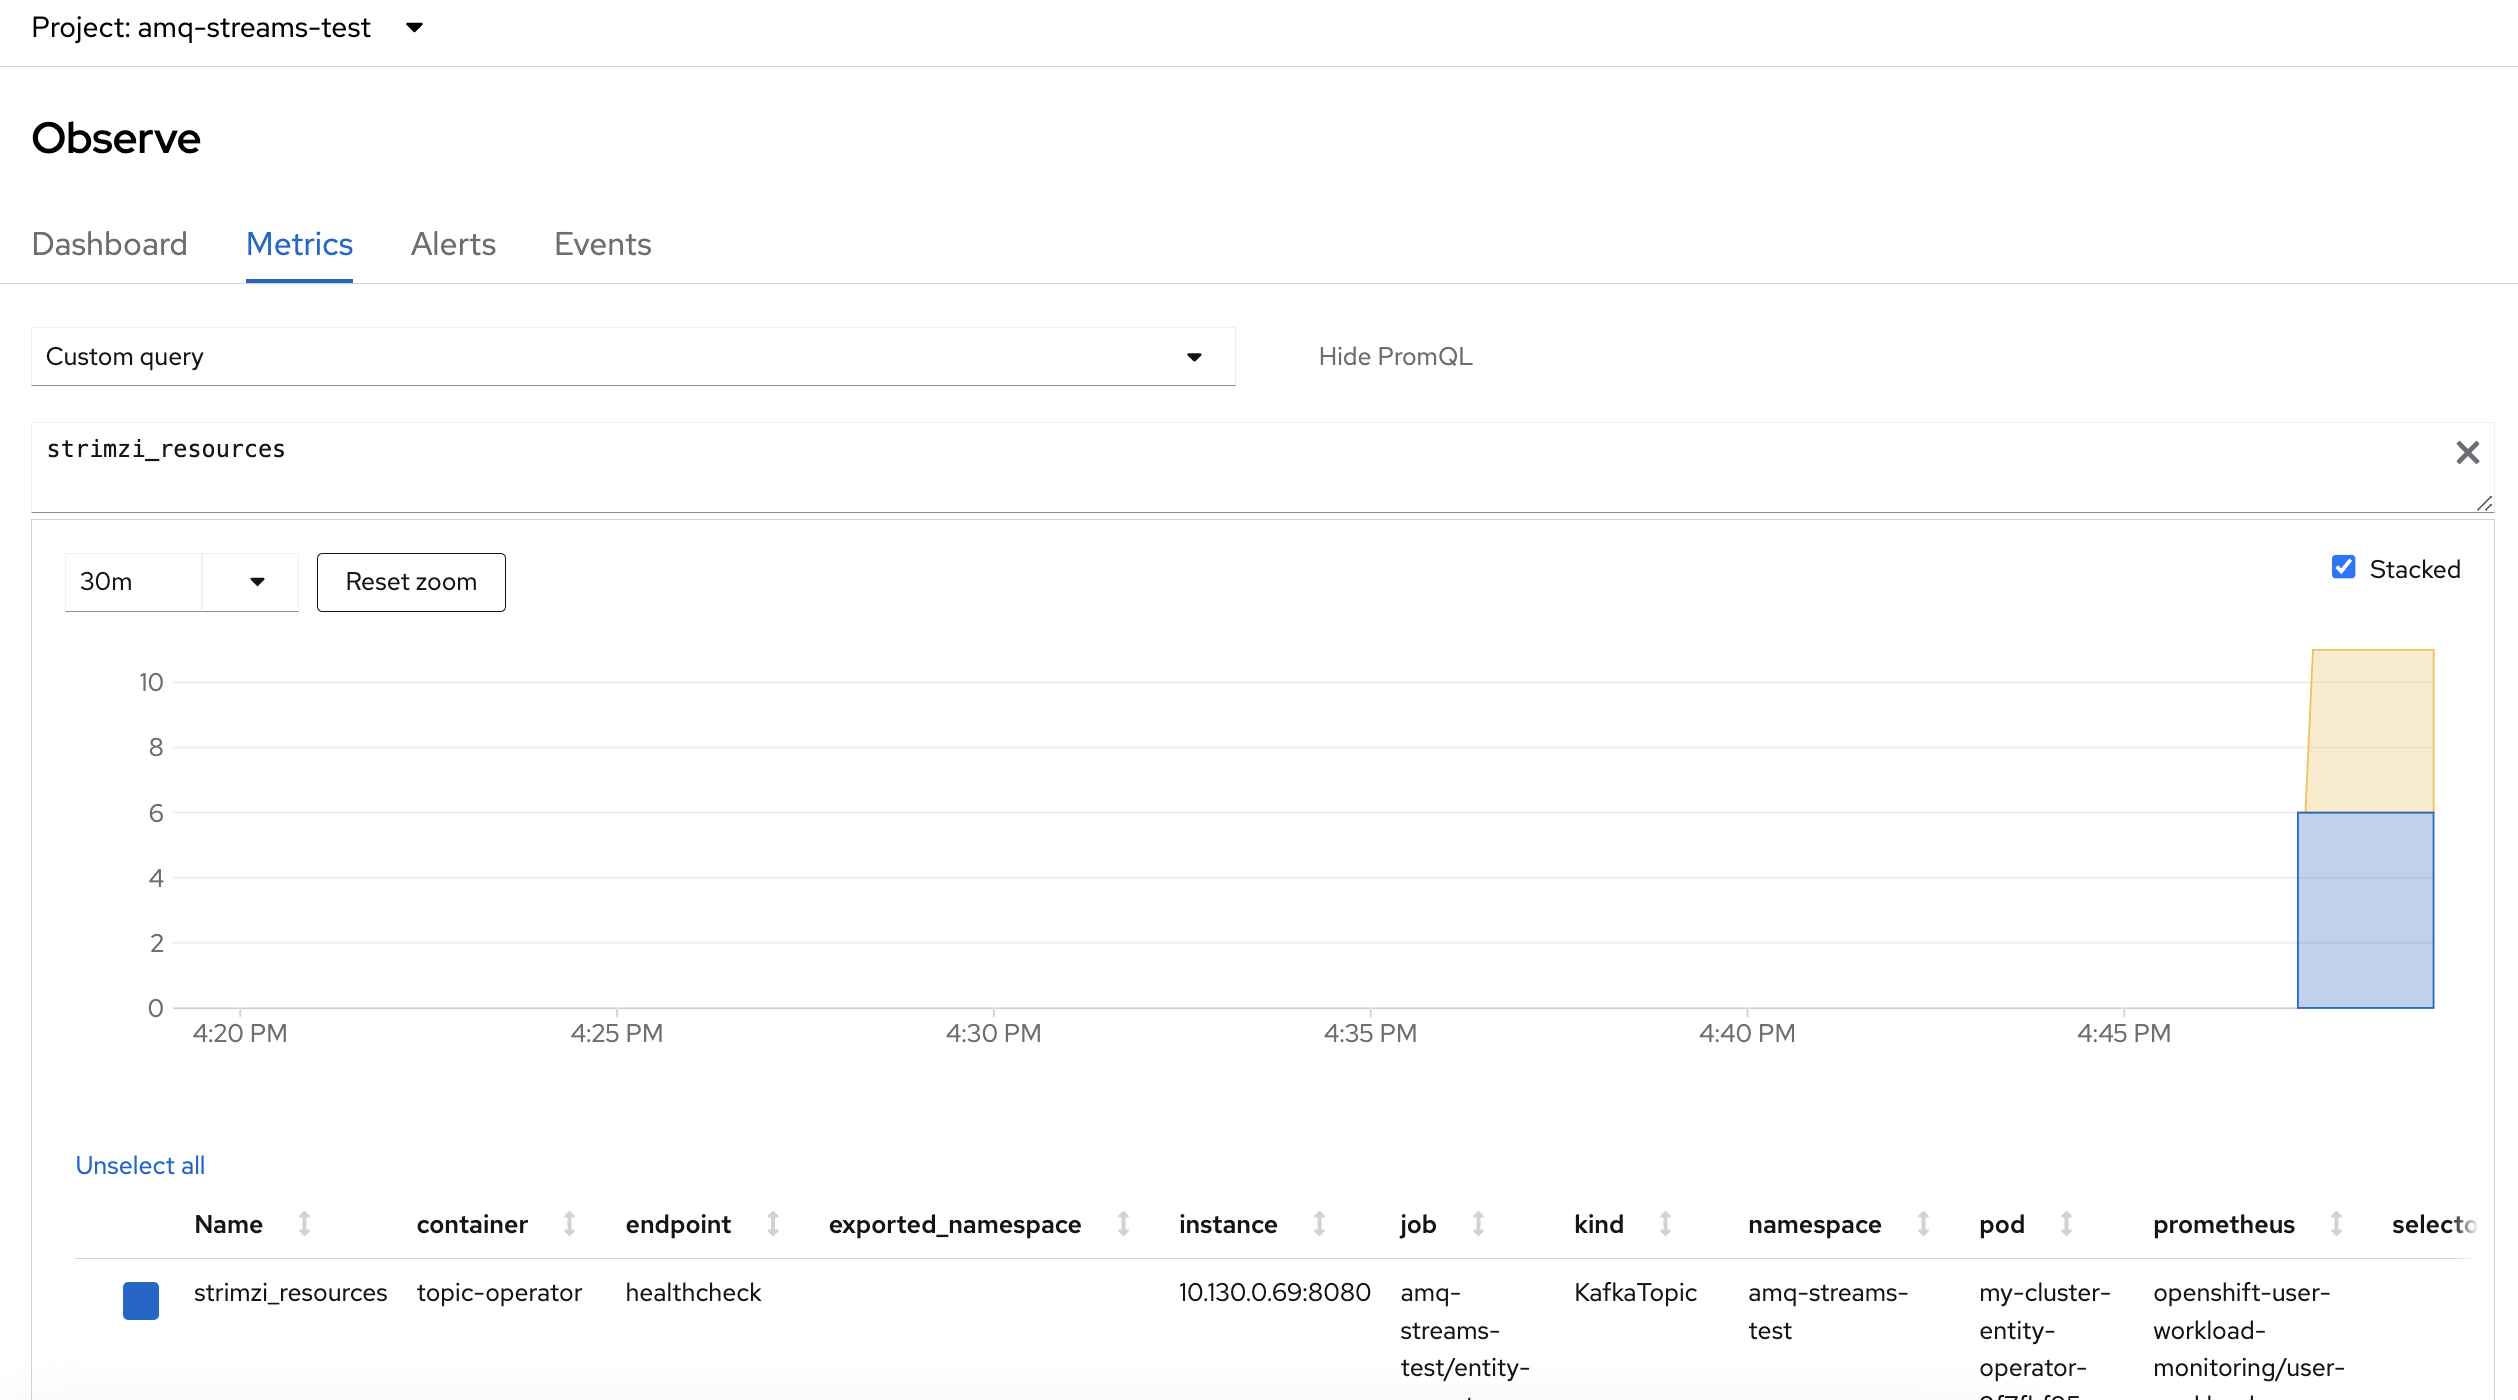 Project: amq-streams-test
Observe
Dashboard Metrics Alerts Events
Custom query Hide PromQL
strimzi_resources
30m Reset zoom Stacked
10
8
6
4
2
0
4:20 PM 4:25 PM 4:30 PM 4:35 PM 4:40 PM 4:45 PM
Unselect all
Name container endpoint exported_namespace instance job kind namespace pod prometheus selecto
strimzi_resources topic-operator healthcheck 10.130.0.69:8080 amq- KafkaTopic amq-streams- my-cluster- openshift-user-
streams- test entity- workload-
test/entity- operator- monitoring/user-